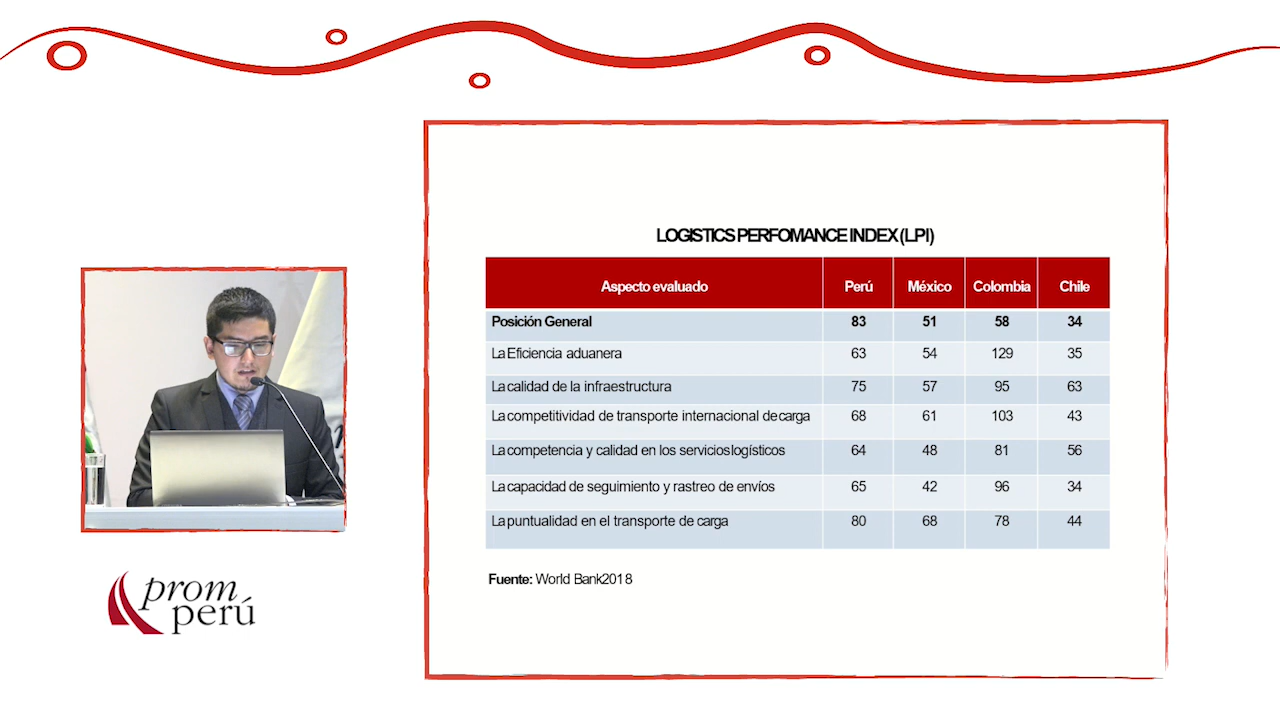 LOGISTICS PERFOMANCE INDEX (LPI)
Aspecto evaluado Perú México Colombia Chile
Posición General 83 51 58 34
La Eficiencia aduanera 63 54 129 35
La calidad de la infraestructura 75 57 95 63
La competitividad de transporte internacional de carga 68 61 103 43
La competencia y calidad en los servicios logísticos 64 48 81 56
La capacidad de seguimiento y rastreo de envíos 65 42 96 34
La puntualidad en el transporte de carga 80 68 78 44
Fuente: World Bank2018
prom
perú